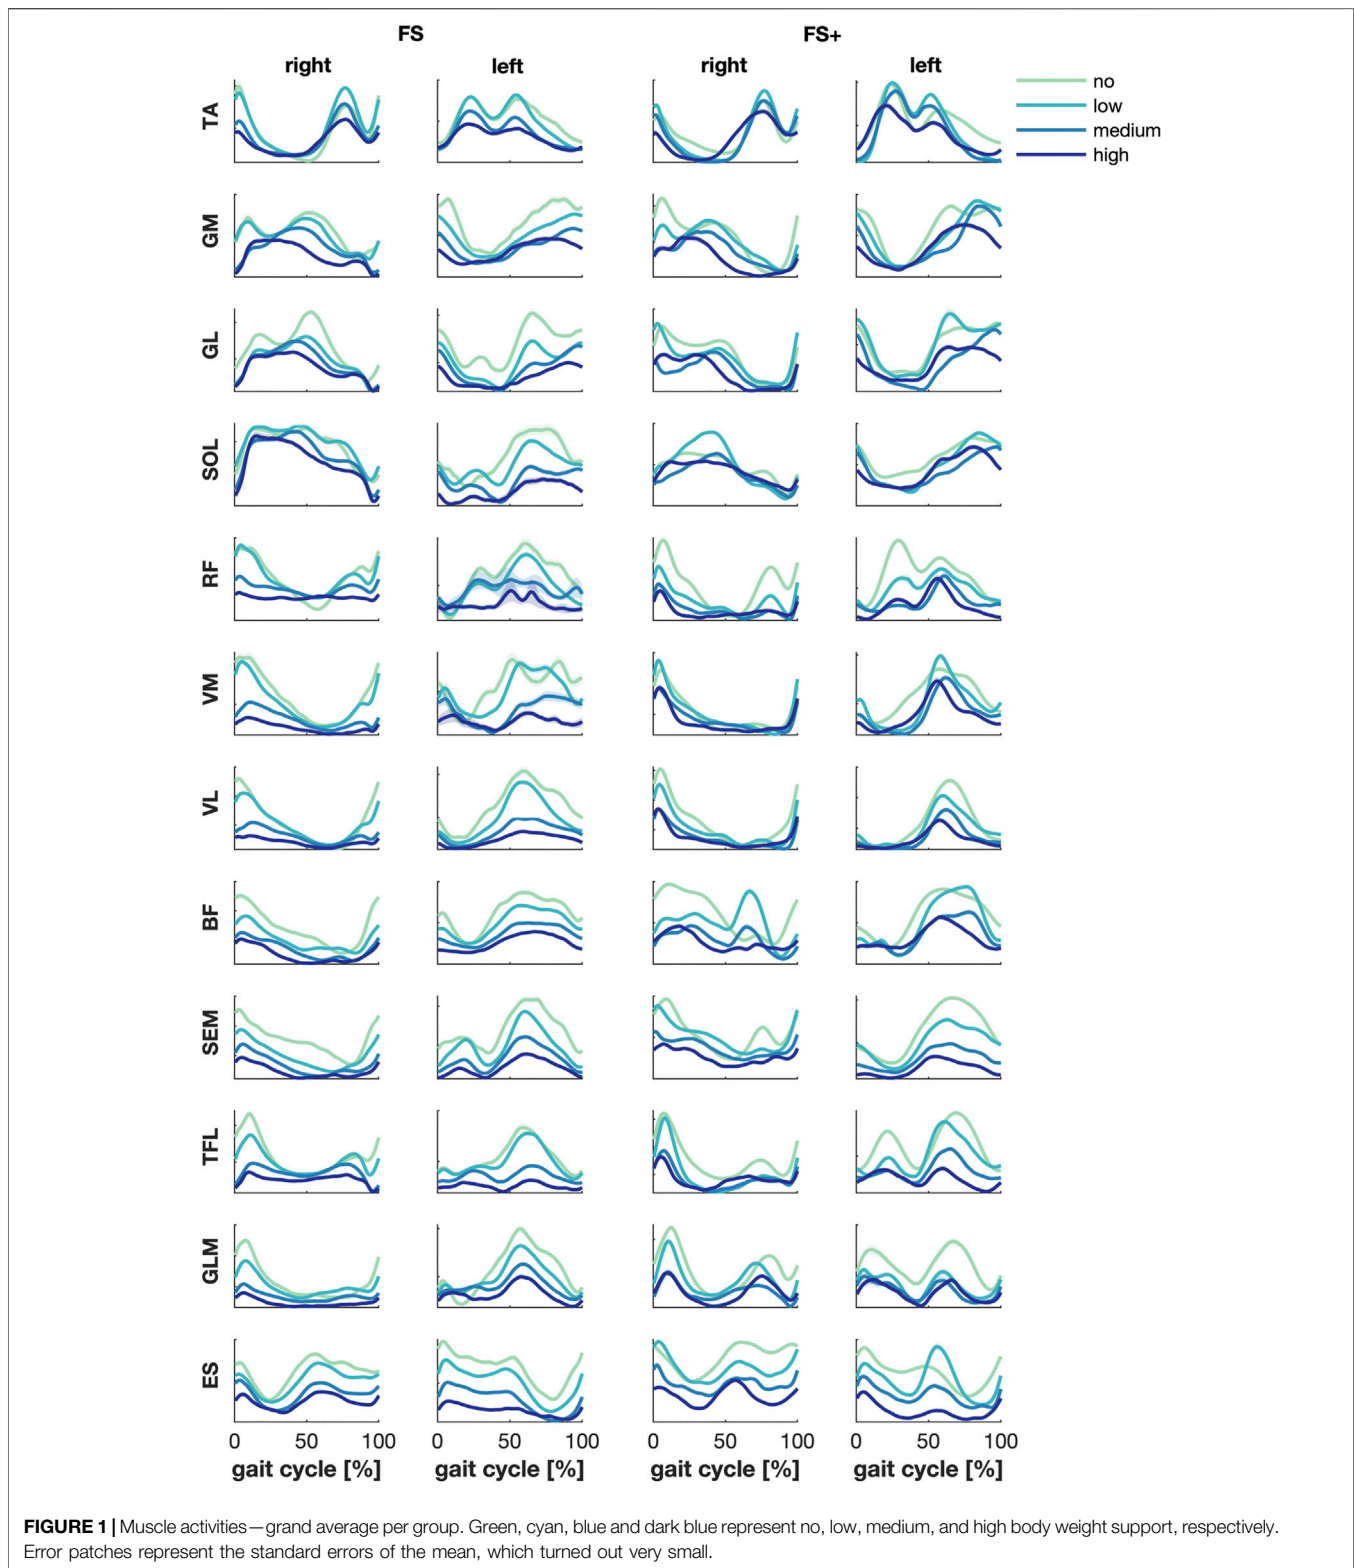 FS
FS+
right
left
right
left
no
low
medium
high
TA
GM
GL
SOL
RF
VM
VL
BF
SEM
TFL
GLM
ES
0 50 100
0 50 100
0 50 100
0 50 100
gait cycle [%]
gait cycle [%]
gait cycle [%]
gait cycle [%]
FIGURE 1 | Muscle activities—grand average per group. Green, cyan, blue and dark blue represent no, low, medium, and high body weight support, respectively.
Error patches represent the standard errors of the mean, which turned out very small.